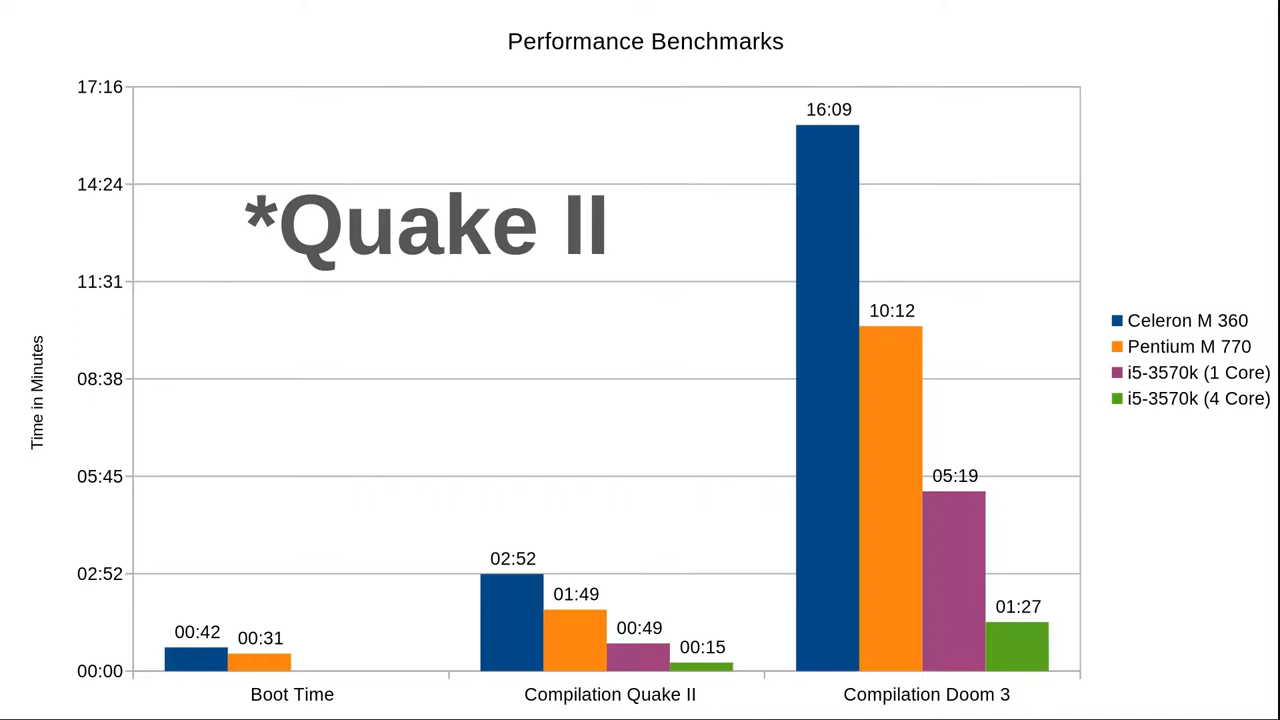 Performance Benchmarks
17:16
16:09
14:24
*Quake II
11:31
10:12
Celeron M 360
Pentium M 770
i5-3570k (1 Core)
i5-3570k (4 Core)
Time in Minutes
08:38
05:45
05:19
02:52
02:52
01:49
01:27
00:49
00:15
00:42
00:31
00:00
Boot Time
Compilation Quake II
Compilation Doom 3